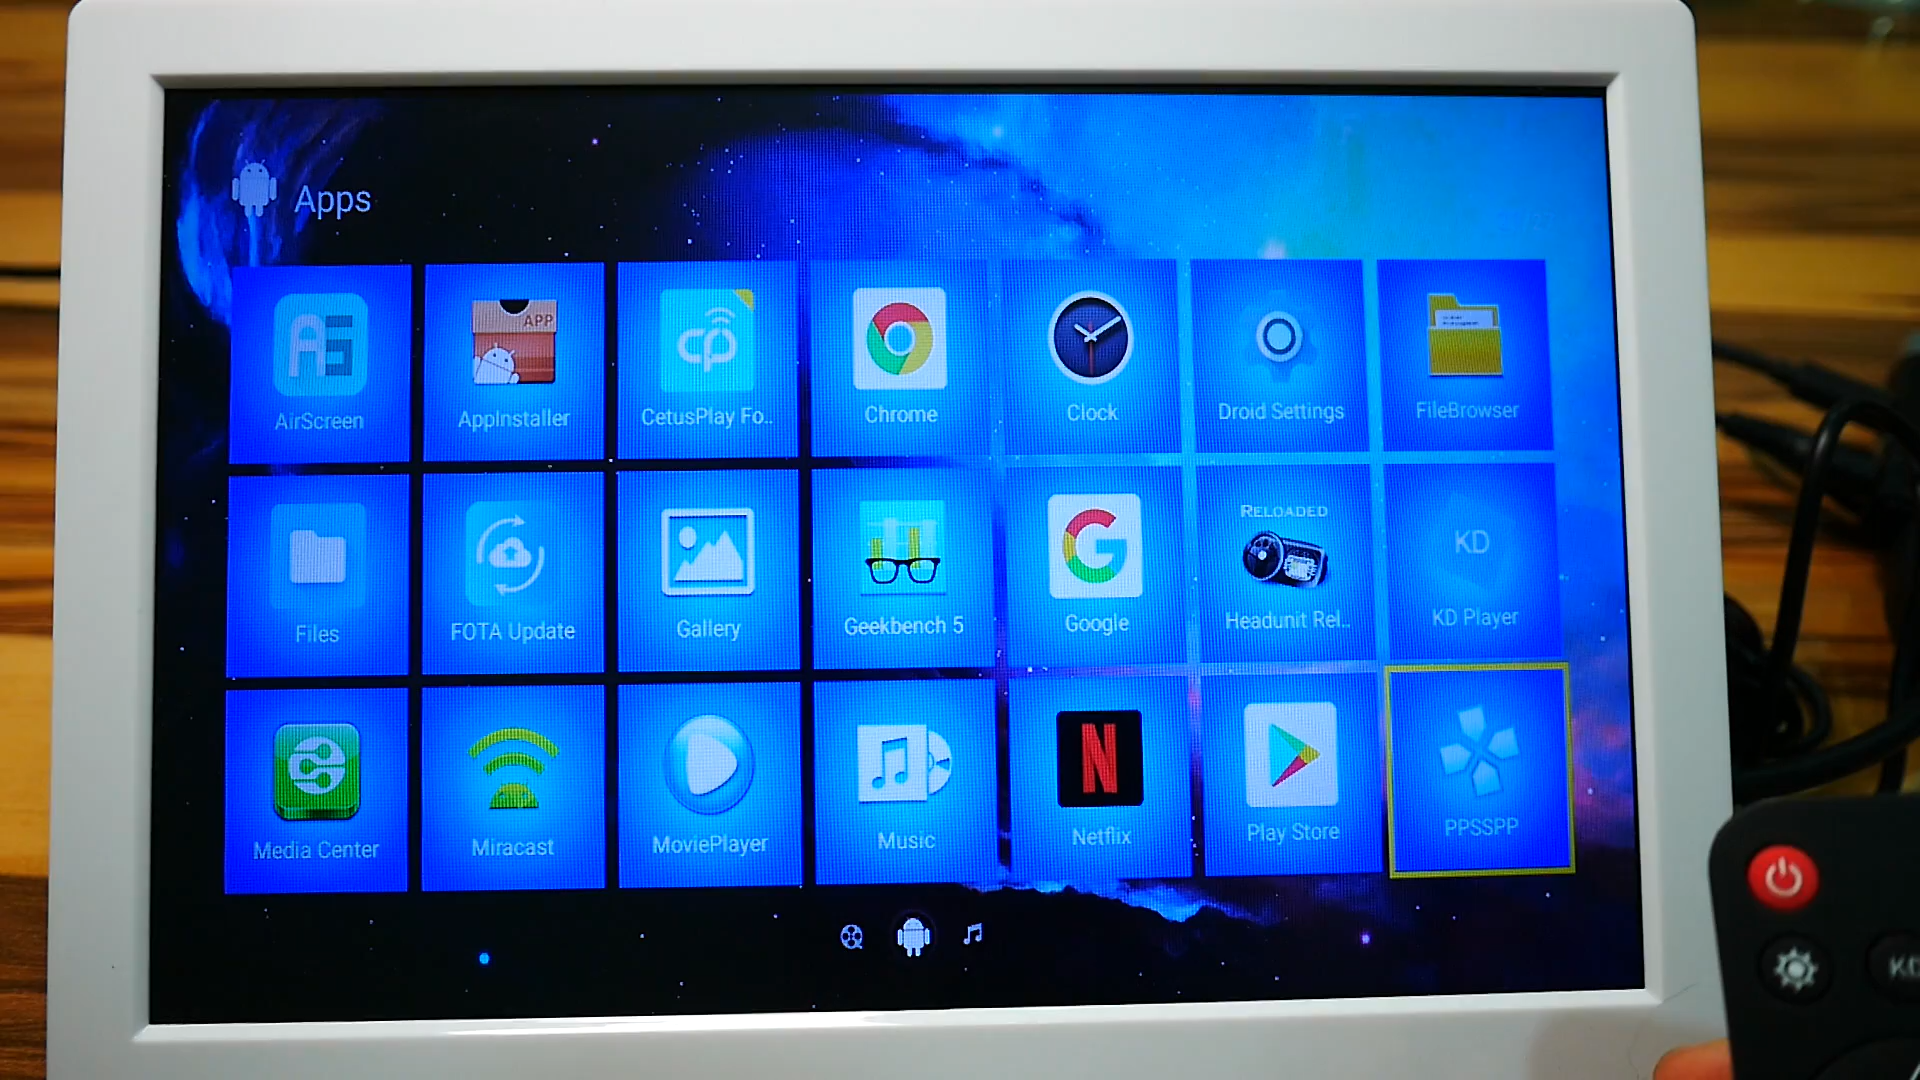 Apps
AirScreen
APP
AppInstaller
CetusPlay Fo..
Chrome
Clock
Droid Settings
FileBrowser
Files
FOTA Update
Gallery
Geekbench 5
G
Google
RELOADED
Headunit Rel..
KD
KD Player
Media Center
Miracast
MoviePlayer
Music
N
Netflix
Play Store
PPSSPP
KD